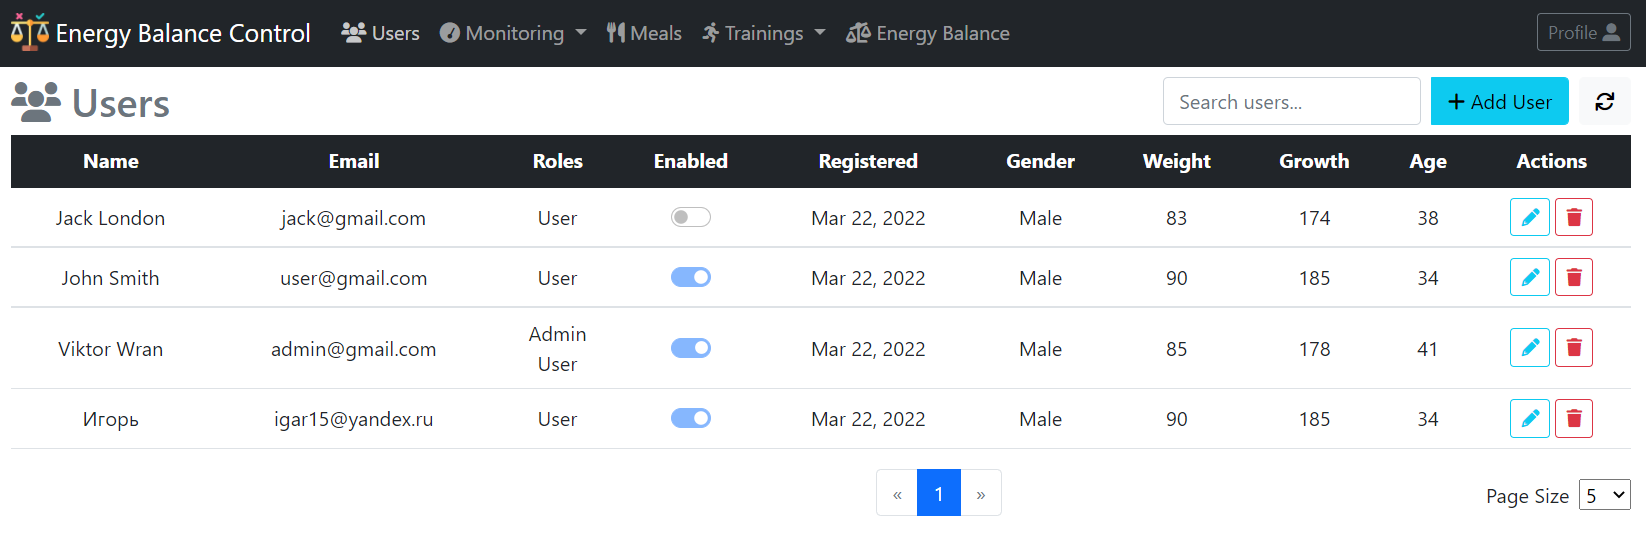 Energy Balance Control Users Monitoring Meals Trainings Energy Balance Profile
Users Search users... + Add User
Name Email Roles Enabled Registered Gender Weight Growth Age Actions
Jack London jack@gmail.com User Mar 22, 2022 Male 83 174 38
John Smith user@gmail.com User Mar 22, 2022 Male 90 185 34
Viktor Wran admin@gmail.com Admin User Mar 22, 2022 Male 85 178 41
Игорь igar15@yandex.ru User Mar 22, 2022 Male 90 185 34
« 1 » Page Size 5